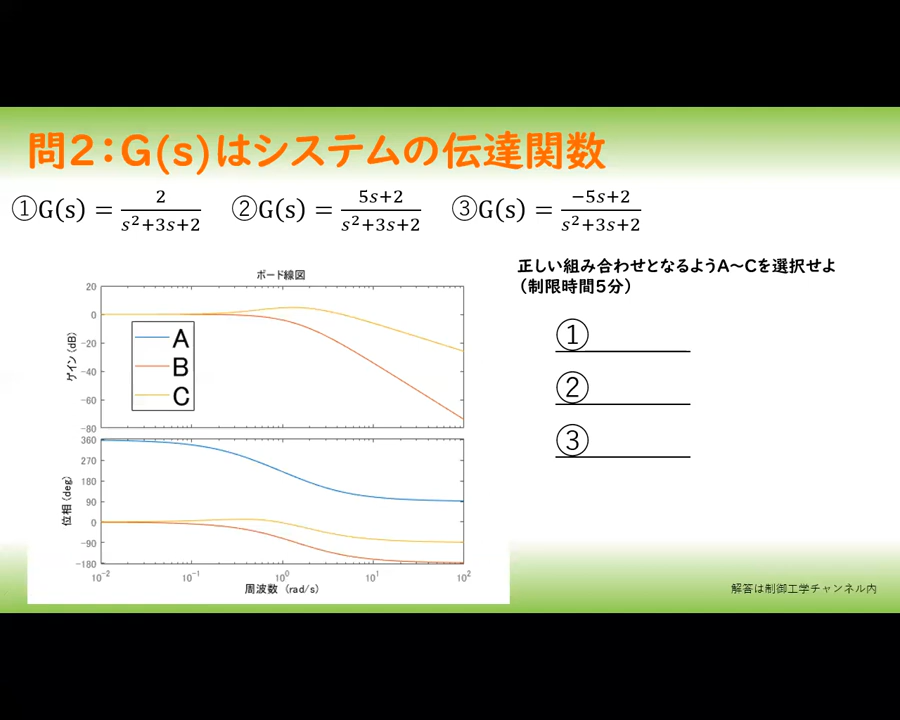 問2:G(s)はシステムの伝達関数
①G(s) = 2/(s²+3s+2) ②G(s) = (5s+2)/(s²+3s+2) ③G(s) = (−5s+2)/(s²+3s+2)
正しい組み合わせとなるようA～Cを選択せよ
（制限時間5分）
①
②
③
ボード線図
ゲイン (dB)
20
0
-20
-40
-60
-80
A
B
C
位相 (deg)
360
270
180
90
0
-90
-180
10⁻² 10⁻¹ 10⁰ 10¹ 10²
周波数 (rad/s)
解答は制御工学チャンネル内